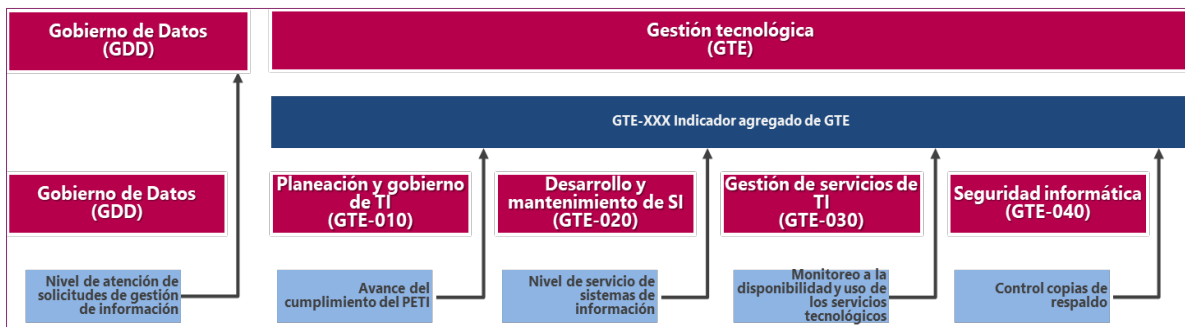 Gobierno de Datos
(GDD)
Gestión tecnológica
(GTE)
GTE-XXX Indicador agregado de GTE
Gobierno de Datos
(GDD)
Planeación y gobierno
de TI
(GTE-010)
Desarrollo y
mantenimiento de SI
(GTE-020)
Gestión de servicios de
TI
(GTE-030)
Seguridad informática
(GTE-040)
Nivel de atención de
solicitudes de gestión
de información
Avance del
cumplimiento del PETI
Nivel de servicio de
sistemas de
información
Monitoreo a la
disponibilidad y uso de
los servicios
tecnológicos
Control copias de
respaldo